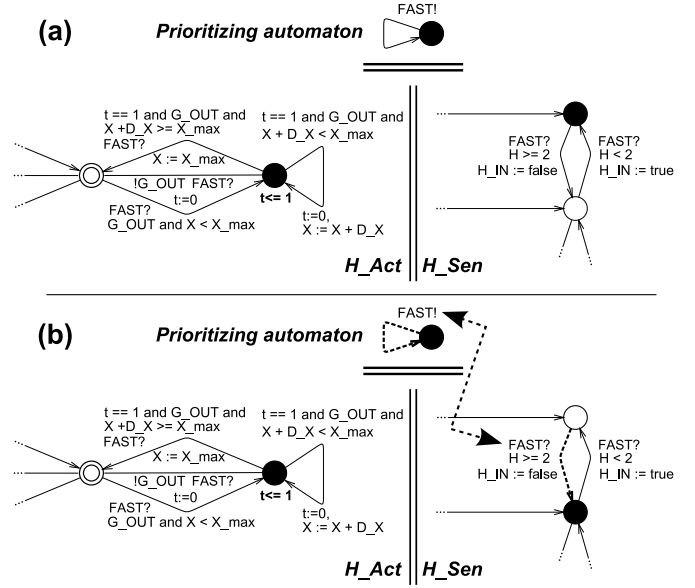 (a)
Prioritizing automaton
FAST!
t == 1 and G_OUT and
X +D_X >= X_max
FAST?
t == 1 and G_OUT and
X + D_X < X_max
X := X_max
!G_OUT FAST?
t:=0
t<= 1
FAST?
G_OUT and X < X_max
t:=0,
X := X + D_X
FAST?
H >= 2
H_IN := false
FAST?
H < 2
H_IN := true
H_Act
H_Sen
(b)
Prioritizing automaton
FAST!
t == 1 and G_OUT and
X +D_X >= X_max
FAST?
t == 1 and G_OUT and
X + D_X < X_max
X := X_max
!G_OUT FAST?
t:=0
t<= 1
FAST?
G_OUT and X < X_max
t:=0,
X := X + D_X
FAST?
H >= 2
H_IN := false
FAST?
H < 2
H_IN := true
H_Act
H_Sen